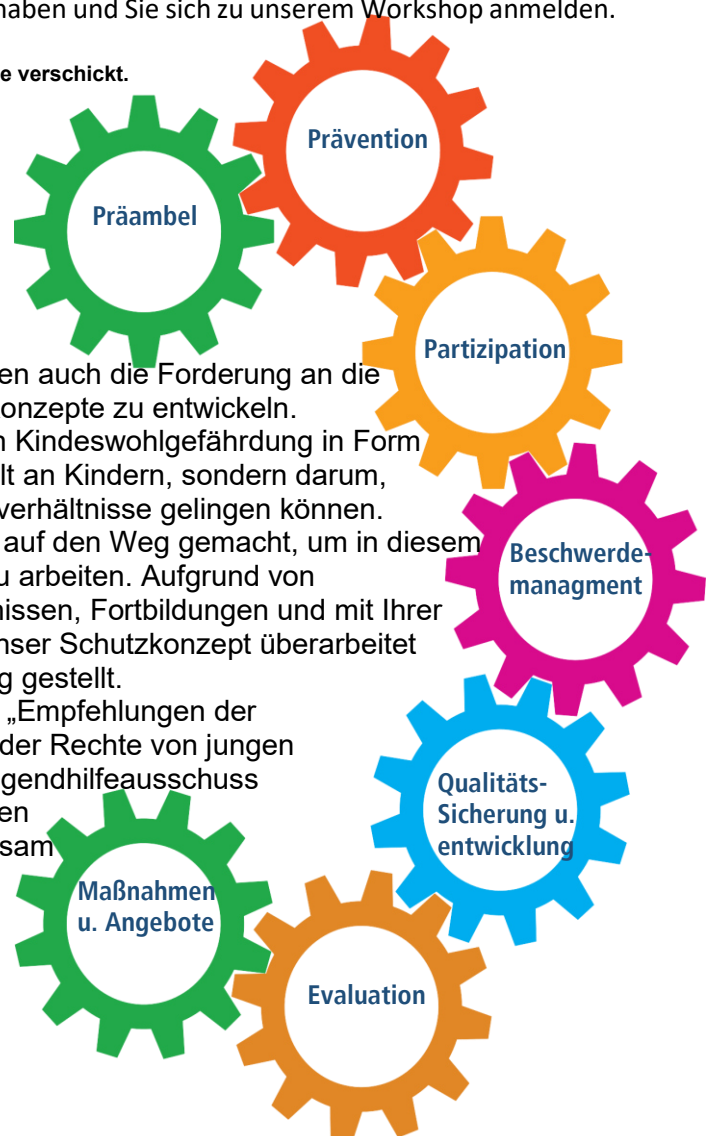 haben und Sie sich zu unserem Workshop anmelden.
e verschickt.
Prävention
Präambel
Partizipation
en auch die Forderung an die
onzepte zu entwickeln.
n Kindeswohlgefährdung in Form
lt an Kindern, sondern darum,
verhältnisse gelingen können.
auf den Weg gemacht, um in diesem
u arbeiten. Aufgrund von
nissen, Fortbildungen und mit Ihrer
nser Schutzkonzept überarbeitet
g gestellt.
„Empfehlungen der
der Rechte von jungen
gendhilfeausschuss
en
sam
Beschwerde-
managment
Qualitäts-
Sicherung u.
entwicklung
Maßnahmen
u. Angebote
Evaluation